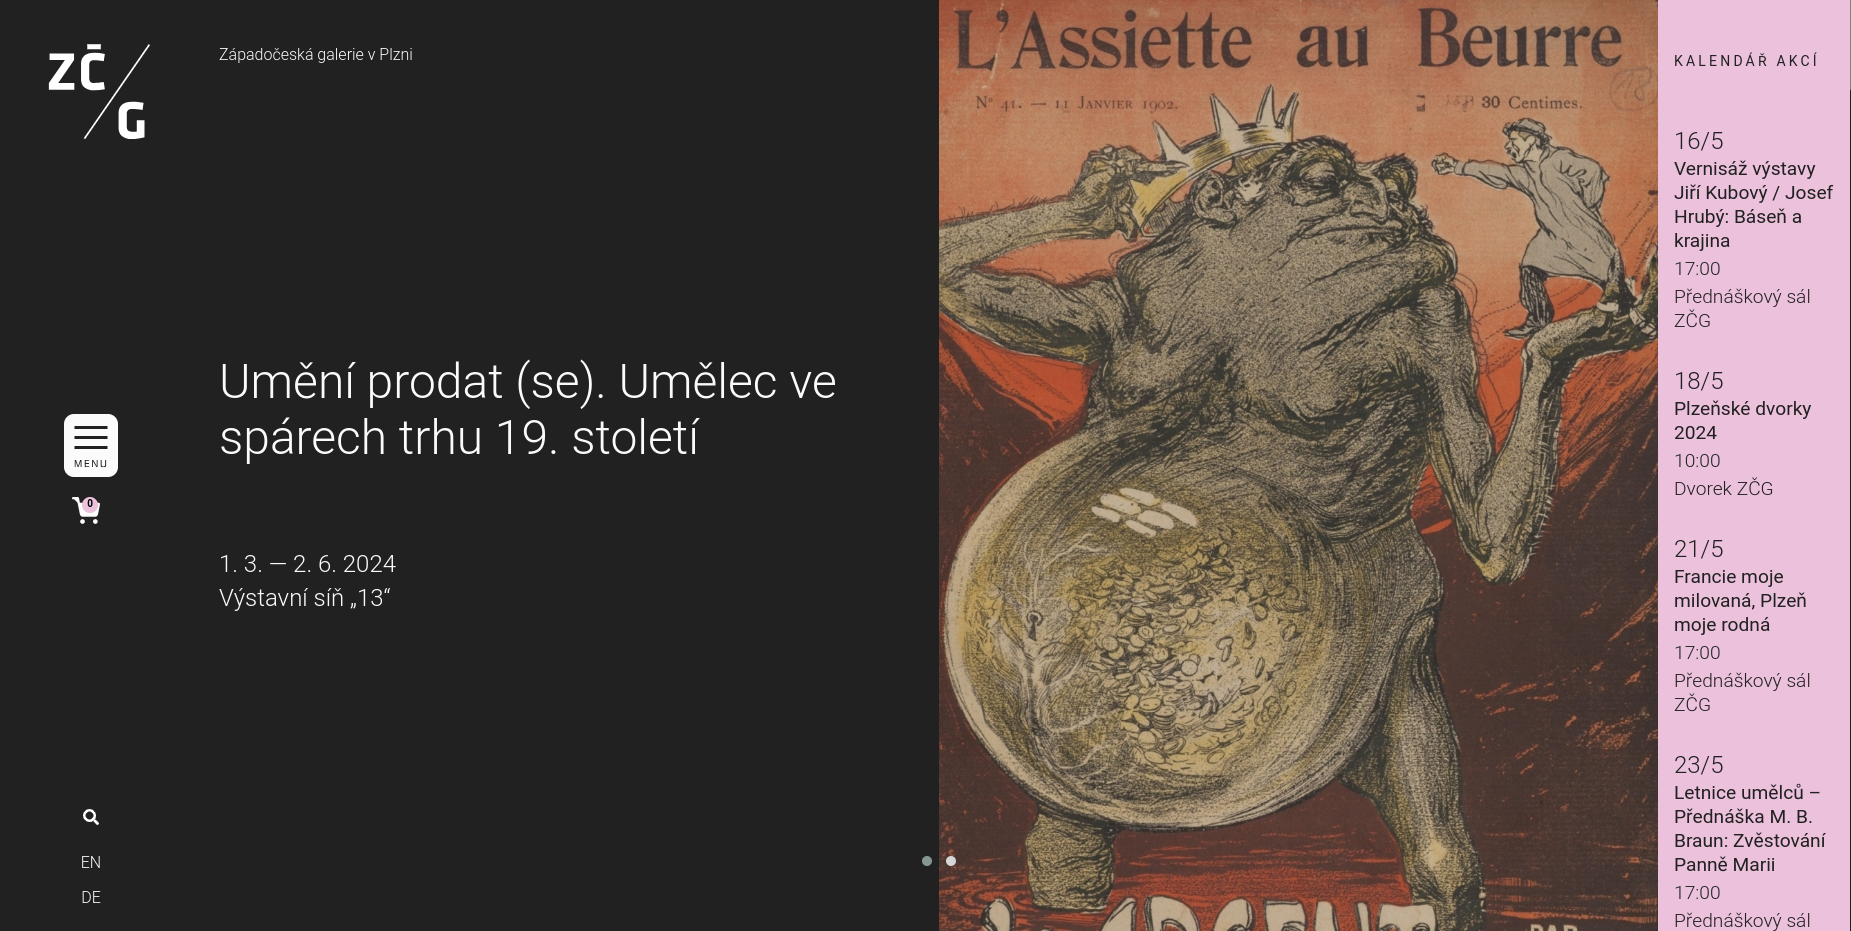 ZČ
G
Západočeská galerie v Plzni
Umění prodat (se). Umělec ve
spárech trhu 19. století
1. 3. — 2. 6. 2024
Výstavní síň „13“
MENU
0
EN
DE
L'Assiette au Beurre
Nº 41. — 11 Janvier 1902.
30 Centimes.
L'ARGENT
PAR
KALENDÁŘ AKCÍ
16/5
Vernisáž výstavy
Jiří Kubový / Josef
Hrubý: Báseň a
krajina
17:00
Přednáškový sál
ZČG
18/5
Plzeňské dvorky
2024
10:00
Dvorek ZČG
21/5
Francie moje
milovaná, Plzeň
moje rodná
17:00
Přednáškový sál
ZČG
23/5
Letnice umělců –
Přednáška M. B.
Braun: Zvěstování
Panně Marii
17:00
Přednáškový sál